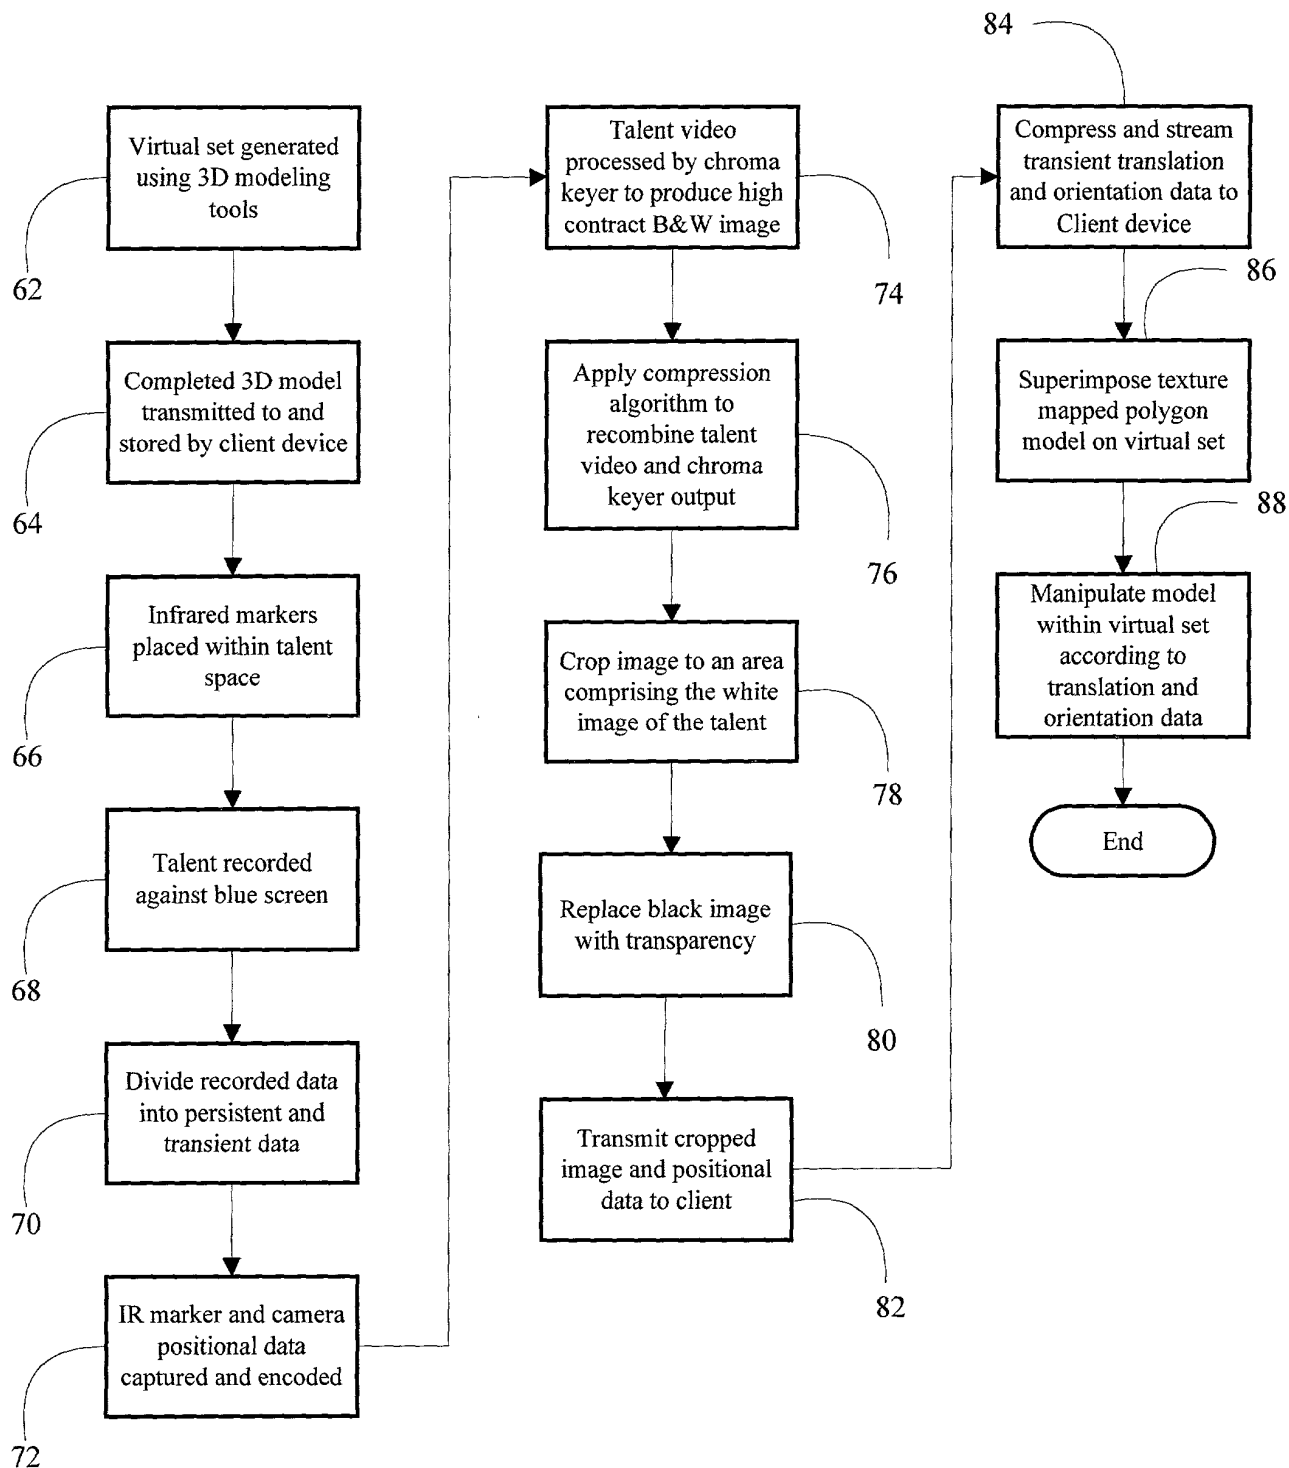 Virtual set generated
using 3D modeling
tools
62
Completed 3D model
transmitted to and
stored by client device
64
Infrared markers
placed within talent
space
66
Talent recorded
against blue screen
68
Divide recorded data
into persistent and
transient data
70
IR marker and camera
positional data
captured and encoded
72
Talent video
processed by chroma
keyer to produce high
contract B&W image
74
Apply compression
algorithm to
recombine talent
video and chroma
keyer output
76
Crop image to an area
comprising the white
image of the talent
78
Replace black image
with transparency
80
Transmit cropped
image and positional
data to client
82
84
Compress and stream
transient translation
and orientation data to
Client device
86
Superimpose texture
mapped polygon
model on virtual set
88
Manipulate model
within virtual set
according to
translation and
orientation data
End